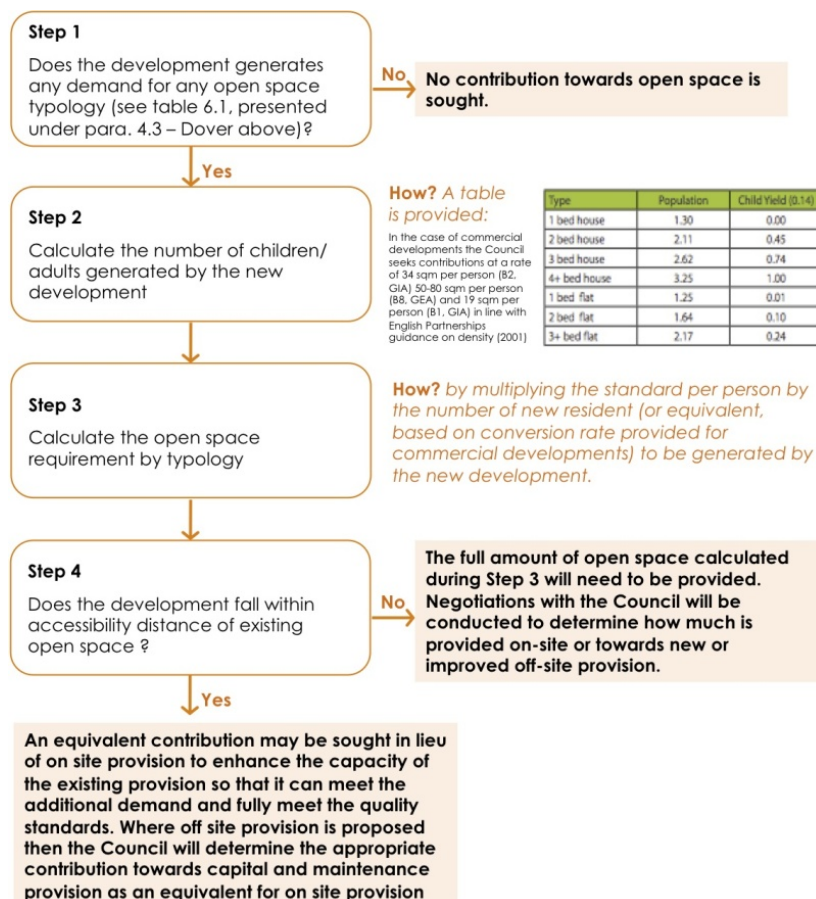 Step 1
Does the development generates
any demand for any open space
typology (see table 6.1, presented
under para. 4.3 – Dover above)?
No
No contribution towards open space is
sought.
Yes
Step 2
Calculate the number of children/
adults generated by the new
development
How? A table
is provided:
In the case of commercial
developments the Council
seeks contributions at a rate
of 34 sqm per person (B2,
GIA) 50-80 sqm per person
(B8, GEA) and 19 sqm per
person (B1, GIA) in line with
English Partnerships
guidance on density (2001)
Type Population Child Yield (0.14)
1 bed house 1.30 0.00
2 bed house 2.11 0.45
3 bed house 2.62 0.74
4+ bed house 3.25 1.00
1 bed flat 1.25 0.01
2 bed flat 1.64 0.10
3+ bed flat 2.17 0.24
Step 3
Calculate the open space
requirement by typology
How? by multiplying the standard per person by
the number of new resident (or equivalent,
based on conversion rate provided for
commercial developments) to be generated by
the new development.
Step 4
Does the development fall within
accessibility distance of existing
open space ?
No
The full amount of open space calculated
during Step 3 will need to be provided.
Negotiations with the Council will be
conducted to determine how much is
provided on-site or towards new or
improved off-site provision.
Yes
An equivalent contribution may be sought in lieu
of on site provision to enhance the capacity of
the existing provision so that it can meet the
additional demand and fully meet the quality
standards. Where off site provision is proposed
then the Council will determine the appropriate
contribution towards capital and maintenance
provision as an equivalent for on site provision